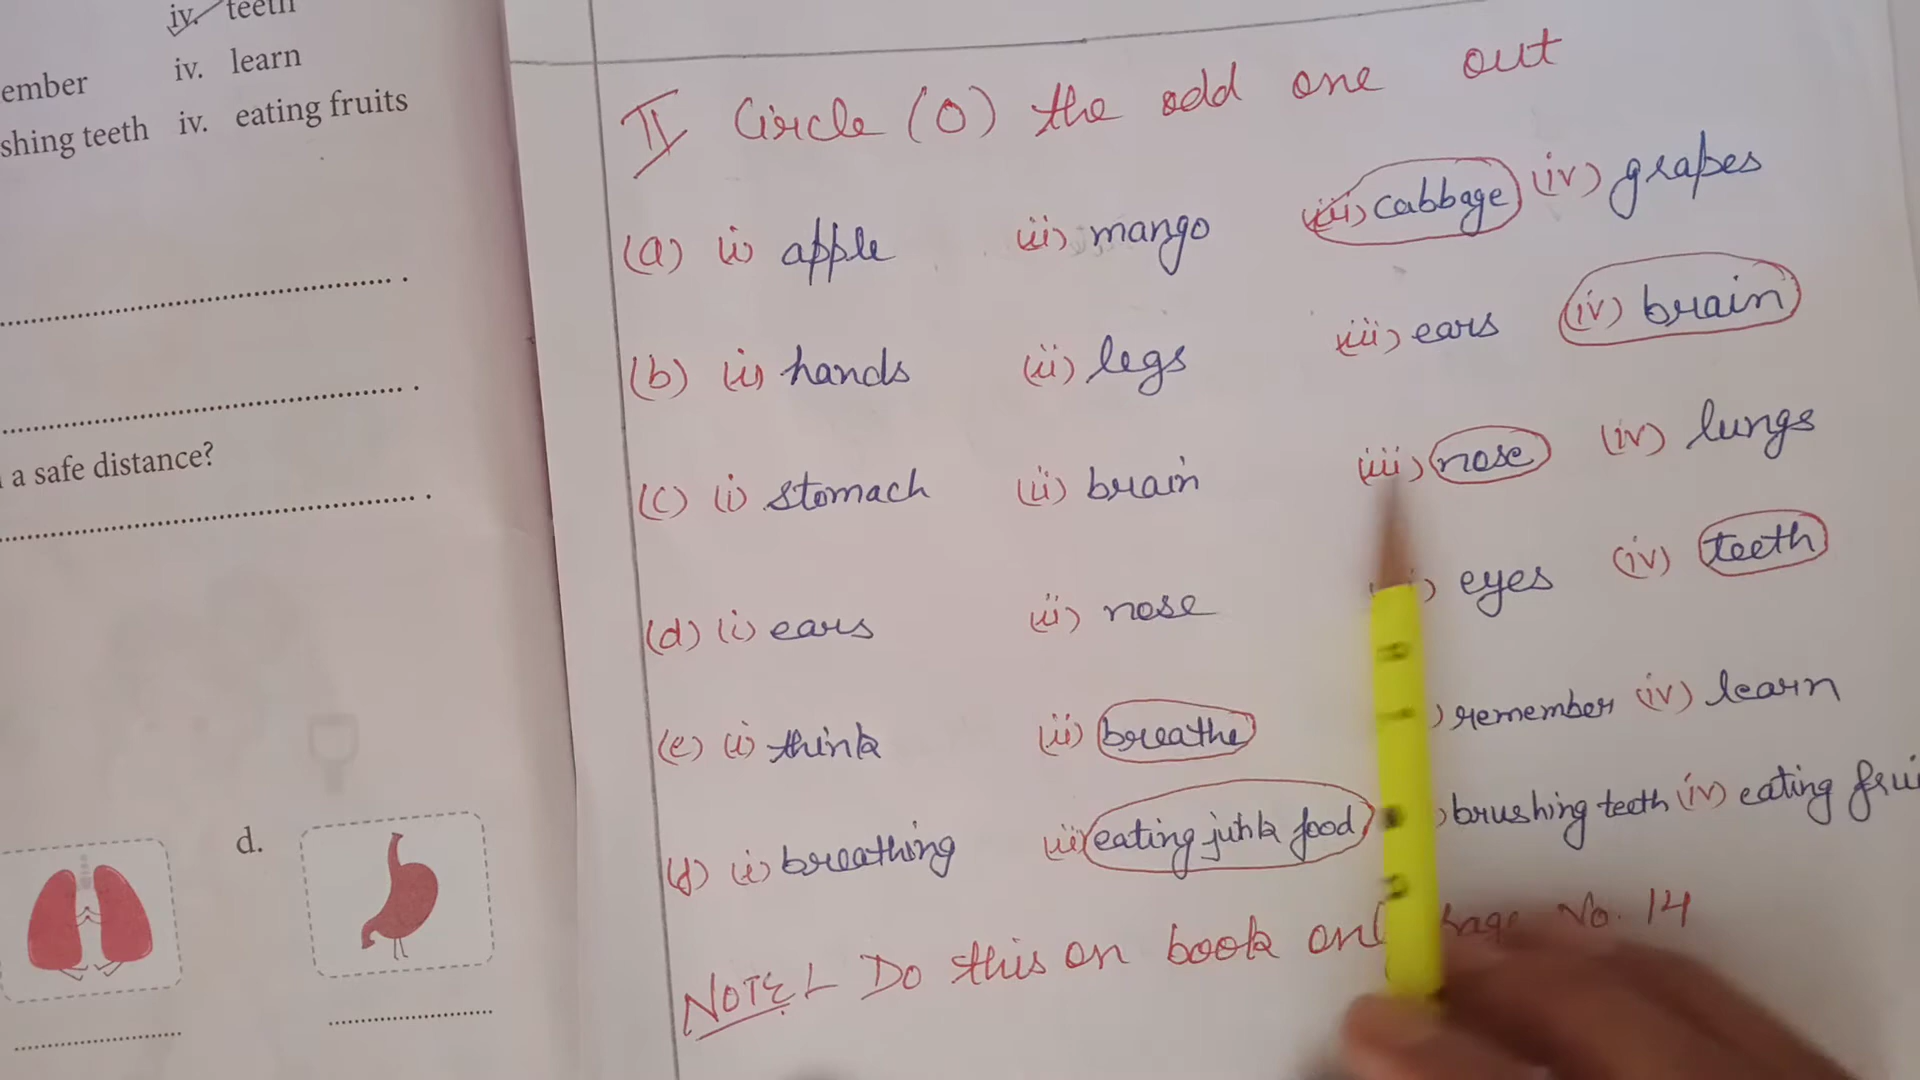 iv. teeth
ember iv. learn
shing teeth iv. eating fruits
a safe distance?
d.
II Circle (O) the odd one out
(a) (i) apple (ii) mango (iii) cabbage (iv) grapes
(b) (i) hands (ii) legs (iii) ears (iv) brain
(c) (i) stomach (ii) brain (iii) nose (iv) lungs
(d) (i) ears (ii) nose ) eyes (iv) teeth
(e) (i) think (ii) breathe ) remember (iv) learn
(f) (i) breathing (ii) eating junk food ) brushing teeth (iv) eating frui
NOTE:- Do this on book onl Page No. 14